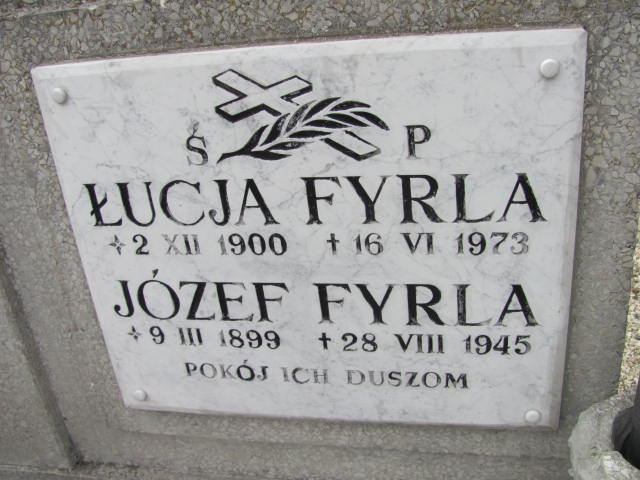 Ś P
ŁUCJA FYRLA
✧ 2 XII 1900 † 16 VI 1973
JÓZEF FYRLA
✧ 9 III 1899 † 28 VIII 1945
POKÓJ ICH DUSZOM